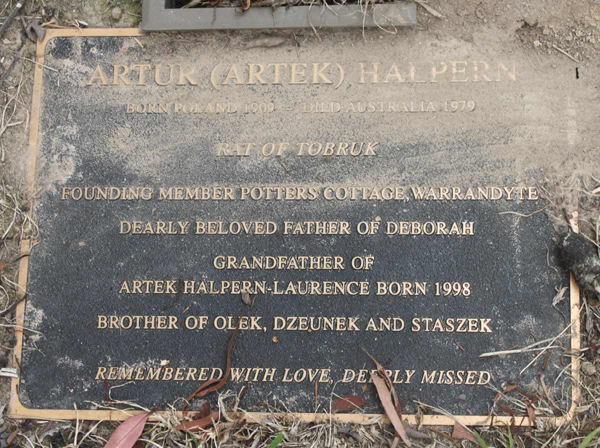 ARTUR (ARTEK) HALPERN
BORN POLAND 1909 - DIED AUSTRALIA 1979
RAT OF TOBRUK
FOUNDING MEMBER POTTERS COTTAGE, WARRANDYTE
DEARLY BELOVED FATHER OF DEBORAH
GRANDFATHER OF
ARTEK HALPERN-LAURENCE BORN 1998
BROTHER OF OLEK, DZEUNEK AND STASZEK
REMEMBERED WITH LOVE, DEEPLY MISSED